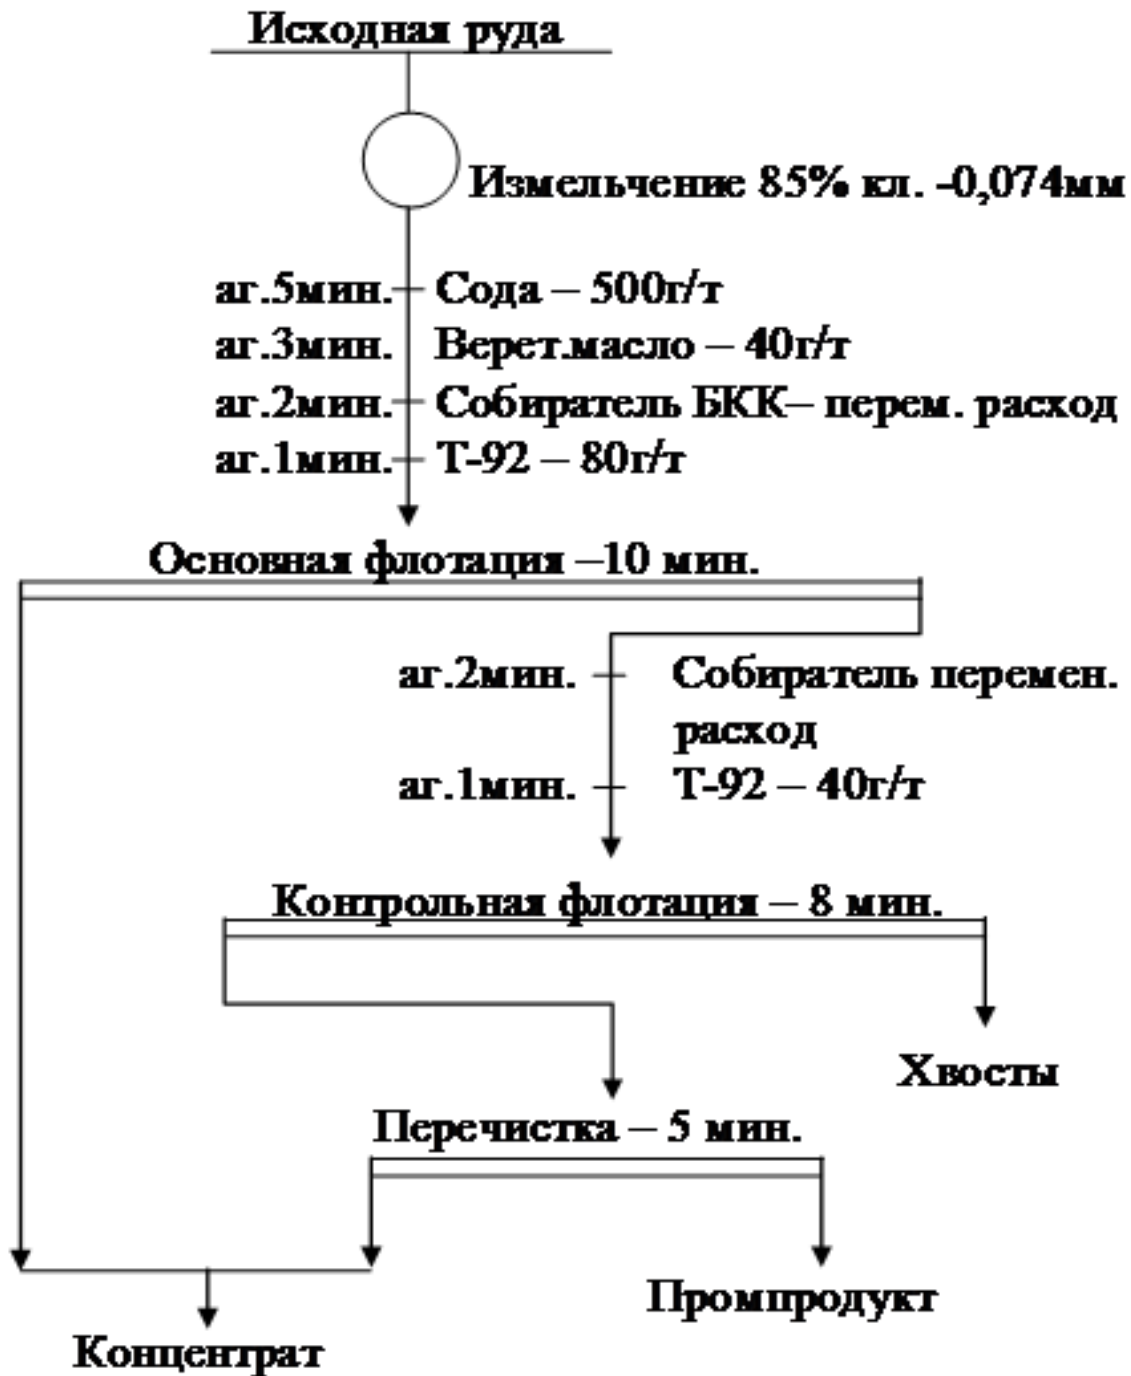 Исходная руда
Измельчение 85% кл. -0,074мм
аг.5мин. Сода – 500г/т
аг.3мин. Верет.масло – 40г/т
аг.2мин. Собиратель БКК– перем. расход
аг.1мин. Т-92 – 80г/т
Основная флотация –10 мин.
аг.2мин. Собиратель перемен.
расход
аг.1мин. Т-92 – 40г/т
Контрольная флотация – 8 мин.
Хвосты
Перечистка – 5 мин.
Промпродукт
Концентрат